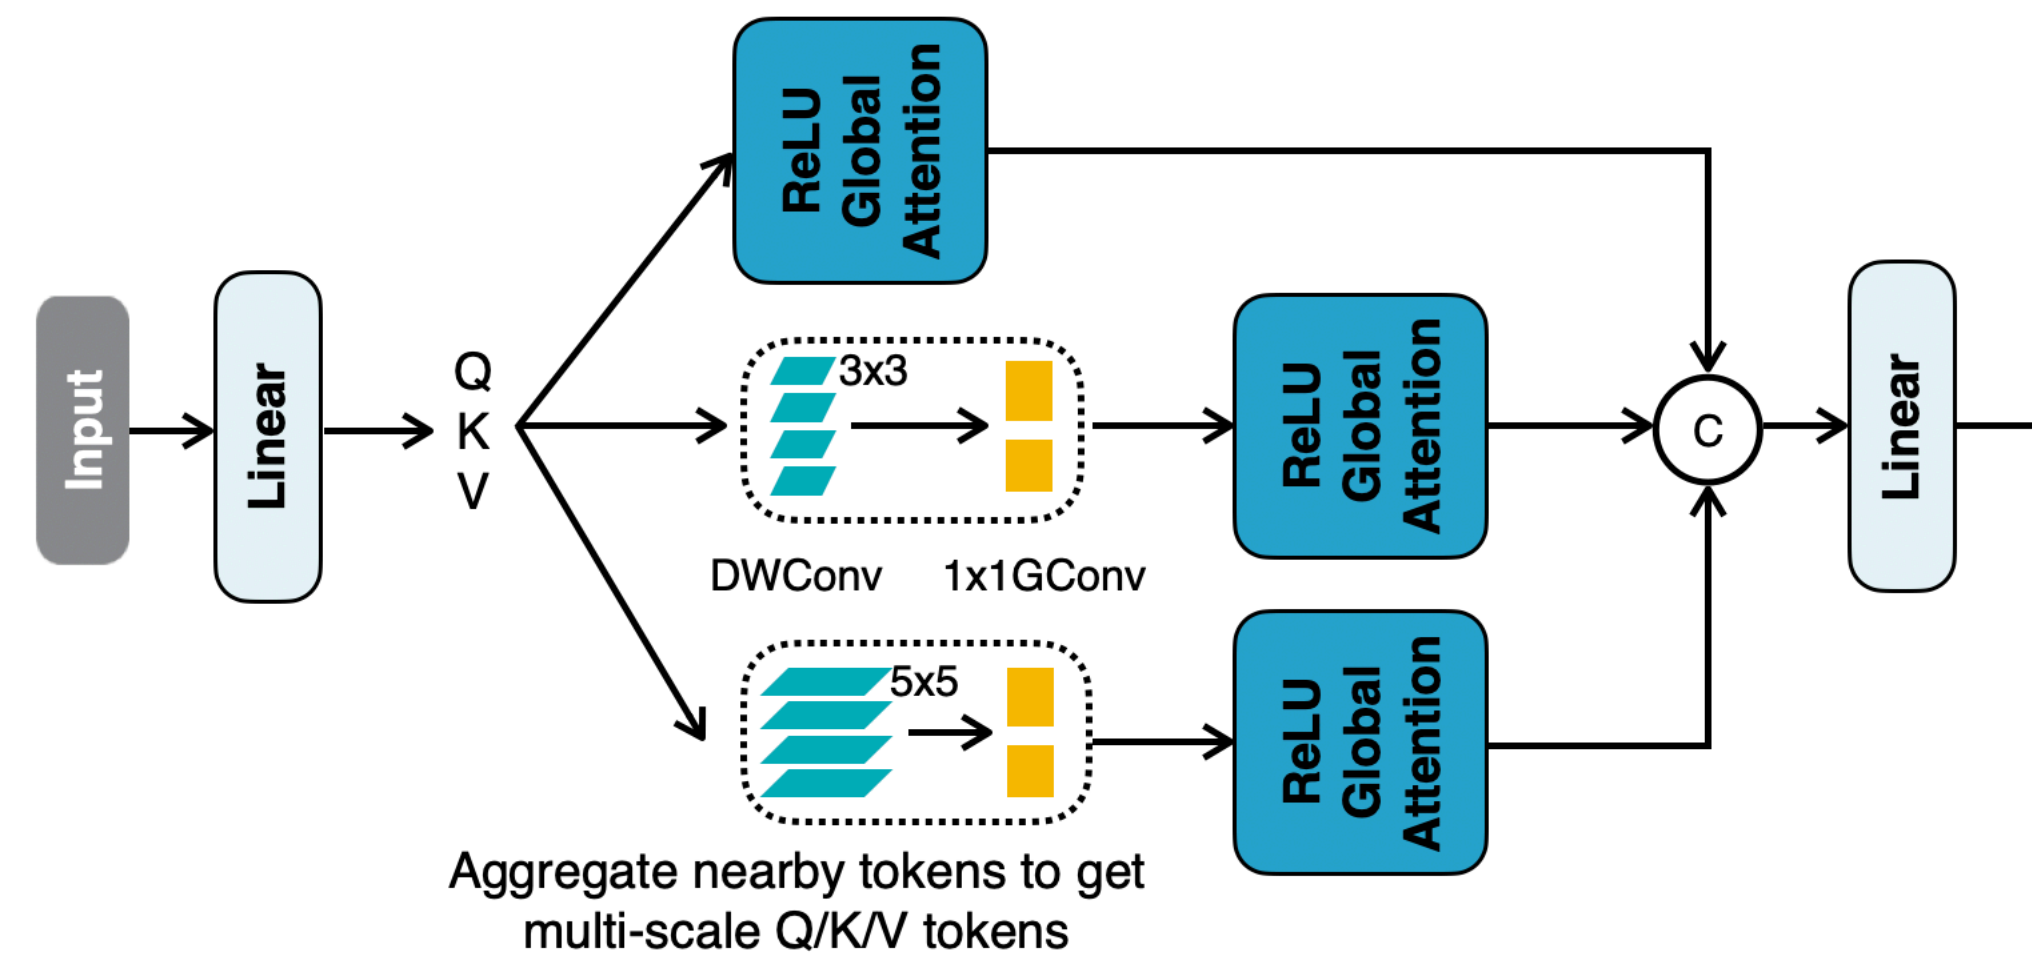 Input
Linear
Q
K
V
ReLU
Global
Attention
3x3
DWConv
1x1GConv
ReLU
Global
Attention
5x5
Aggregate nearby tokens to get
multi-scale Q/K/V tokens
ReLU
Global
Attention
C
Linear